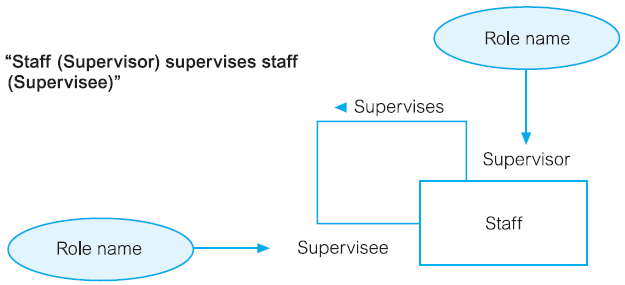 Role name
“Staff (Supervisor) supervises staff
(Supervisee)”
◄ Supervises
Supervisor
Staff
Role name
Supervisee